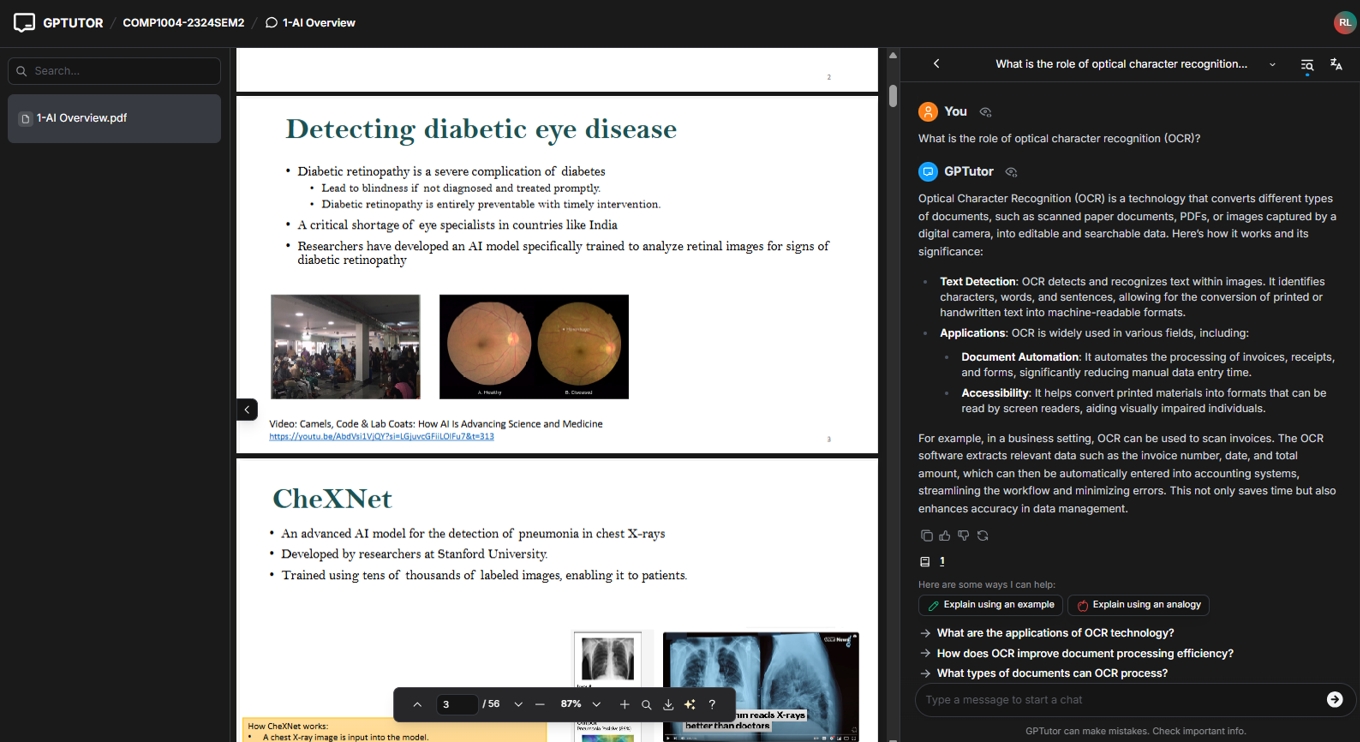 GPTUTOR / COMP1004-2324SEM2 / 1-AI Overview
RL
Search...
1-AI Overview.pdf
2
Detecting diabetic eye disease
• Diabetic retinopathy is a severe complication of diabetes
• Lead to blindness if not diagnosed and treated promptly.
• Diabetic retinopathy is entirely preventable with timely intervention.
• A critical shortage of eye specialists in countries like India
• Researchers have developed an AI model specifically trained to analyze retinal images for signs of
diabetic retinopathy
A. Healthy
B. Diseased
Video: Camels, Code & Lab Coats: How AI Is Advancing Science and Medicine
3
CheXNet
• An advanced AI model for the detection of pneumonia in chest X-rays
• Developed by researchers at Stanford University.
• Trained using tens of thousands of labeled images, enabling it to patients.
reads X-rays
better than doctors
How CheXNet works:
• A chest X-ray image is input into the model.
3 / 56
87%
?
What is the role of optical character recognition...
You
What is the role of optical character recognition (OCR)?
GPTutor
Optical Character Recognition (OCR) is a technology that converts different types
of documents, such as scanned paper documents, PDFs, or images captured by a
digital camera, into editable and searchable data. Here's how it works and its
significance:
Text Detection: OCR detects and recognizes text within images. It identifies
characters, words, and sentences, allowing for the conversion of printed or
handwritten text into machine-readable formats.
Applications: OCR is widely used in various fields, including:
Document Automation: It automates the processing of invoices, receipts,
and forms, significantly reducing manual data entry time.
Accessibility: It helps convert printed materials into formats that can be
read by screen readers, aiding visually impaired individuals.
For example, in a business setting, OCR can be used to scan invoices. The OCR
software extracts relevant data such as the invoice number, date, and total
amount, which can then be automatically entered into accounting systems,
streamlining the workflow and minimizing errors. This not only saves time but also
enhances accuracy in data management.
1
Here are some ways I can help:
Explain using an example
Explain using an analogy
→ What are the applications of OCR technology?
→ How does OCR improve document processing efficiency?
→ What types of documents can OCR process?
Type a message to start a chat
GPTutor can make mistakes. Check important info.